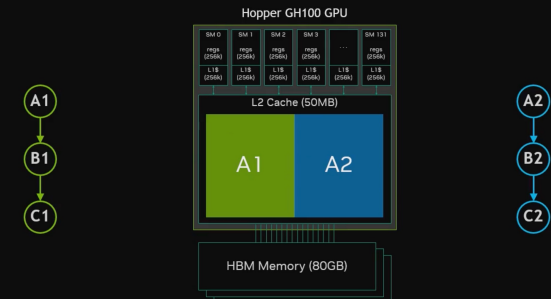 Hopper GH100 GPU
SM 0 SM 1 SM 2 SM 3 ... SM 131
regs regs regs regs regs
(256k) (256k) (256k) (256k) (256k)
L1$ L1$ L1$ L1$ L1$ L1$
(256k) (256k) (256k) (256k) (256k) (256k)
L2 Cache (50MB)
A1 A2
HBM Memory (80GB)
A1
B1
C1
A2
B2
C2